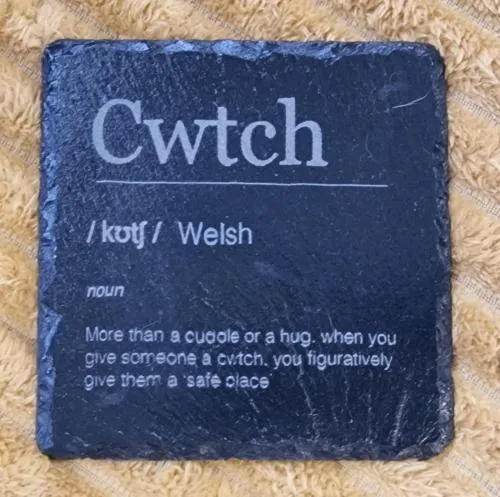 Cwtch
/kʊtʃ/ Welsh
noun
More than a cuddle or a hug. when you
give someone a cwtch, you figuratively
give them a 'safe place'